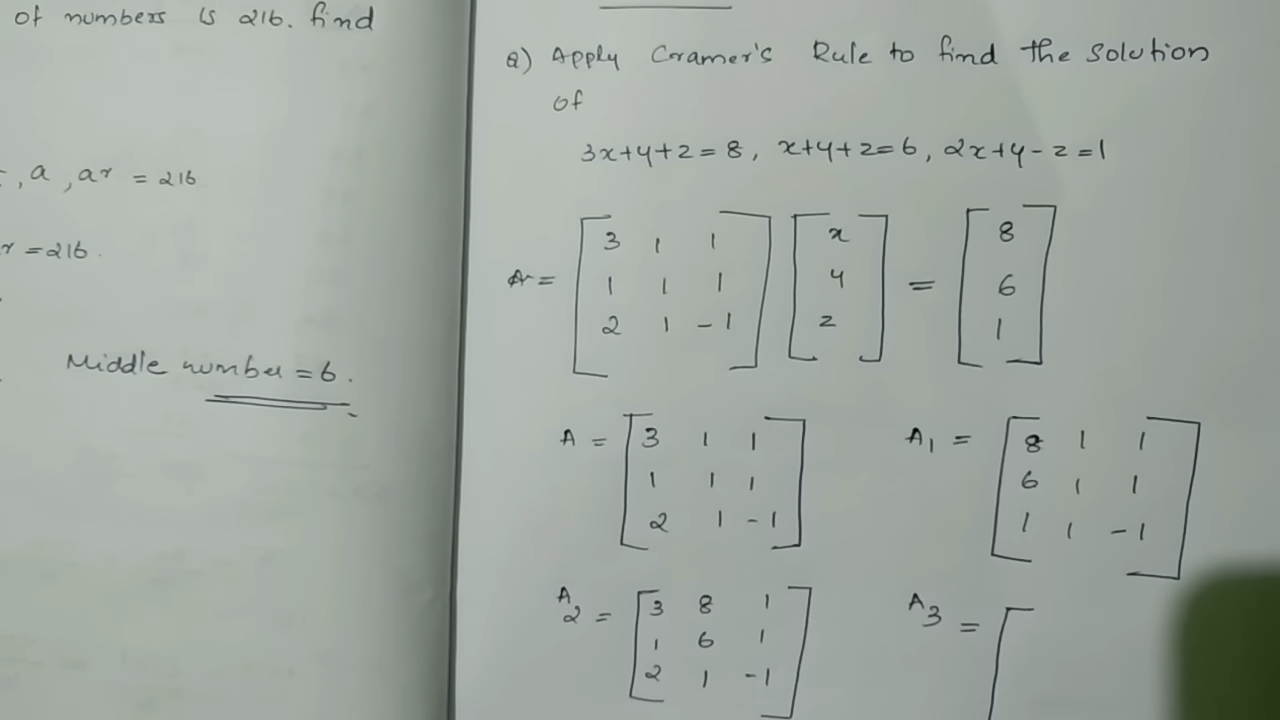 of numbers is 216. find
, a , ar = 216
r = 216.
Middle number = 6.
Q) Apply Cramer's Rule to find the solution
of
3x+y+z=8, x+y+z=6, 2x+y-z=1
A = [3 1 1] [x] = [8]
[1 1 1] [y] [6]
[2 1 -1] [z] [1]
A = [3 1 1] A1 = [8 1 1]
[1 1 1] [6 1 1]
[2 1 -1] [1 1 -1]
A2 = [3 8 1] A3 = [
[1 6 1]
[2 1 -1]